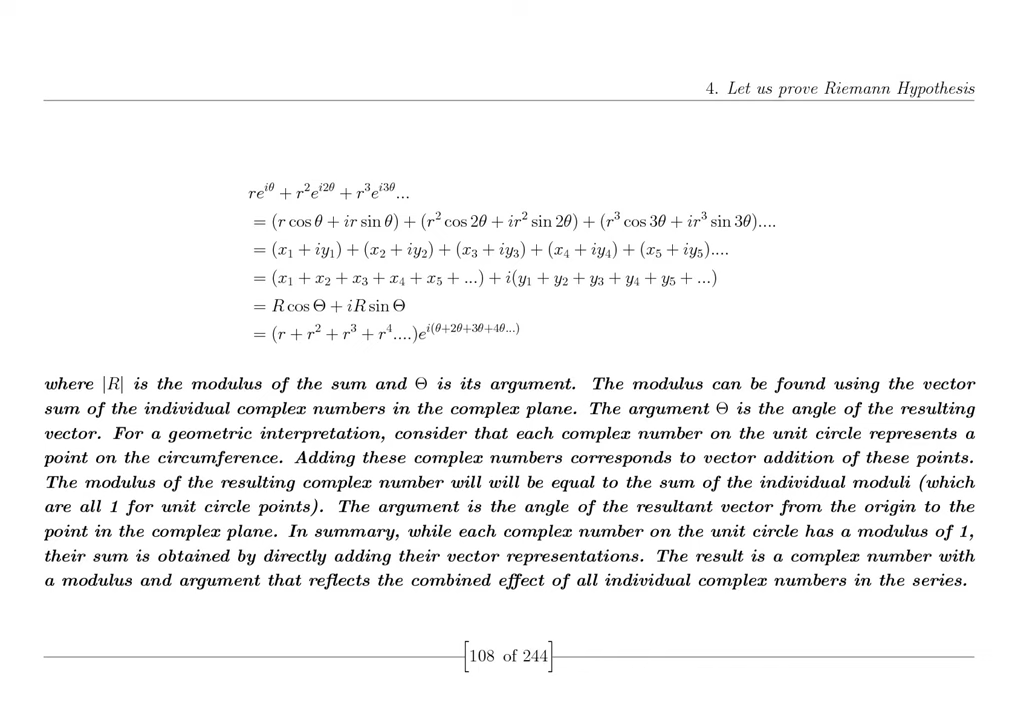 4. Let us prove Riemann Hypothesis
re^{iθ} + r^2e^{i2θ} + r^3e^{i3θ}...
= (r cos θ + ir sin θ) + (r^2 cos 2θ + ir^2 sin 2θ) + (r^3 cos 3θ + ir^3 sin 3θ)....
= (x_1 + iy_1) + (x_2 + iy_2) + (x_3 + iy_3) + (x_4 + iy_4) + (x_5 + iy_5)....
= (x_1 + x_2 + x_3 + x_4 + x_5 + ...) + i(y_1 + y_2 + y_3 + y_4 + y_5 + ...)
= R cos Θ + iR sin Θ
= (r + r^2 + r^3 + r^4....)e^{i(θ+2θ+3θ+4θ...)}
where |R| is the modulus of the sum and Θ is its argument. The modulus can be found using the vector
sum of the individual complex numbers in the complex plane. The argument Θ is the angle of the resulting
vector. For a geometric interpretation, consider that each complex number on the unit circle represents a
point on the circumference. Adding these complex numbers corresponds to vector addition of these points.
The modulus of the resulting complex number will will be equal to the sum of the individual moduli (which
are all 1 for unit circle points). The argument is the angle of the resultant vector from the origin to the
point in the complex plane. In summary, while each complex number on the unit circle has a modulus of 1,
their sum is obtained by directly adding their vector representations. The result is a complex number with
a modulus and argument that reflects the combined effect of all individual complex numbers in the series.
[108 of 244]